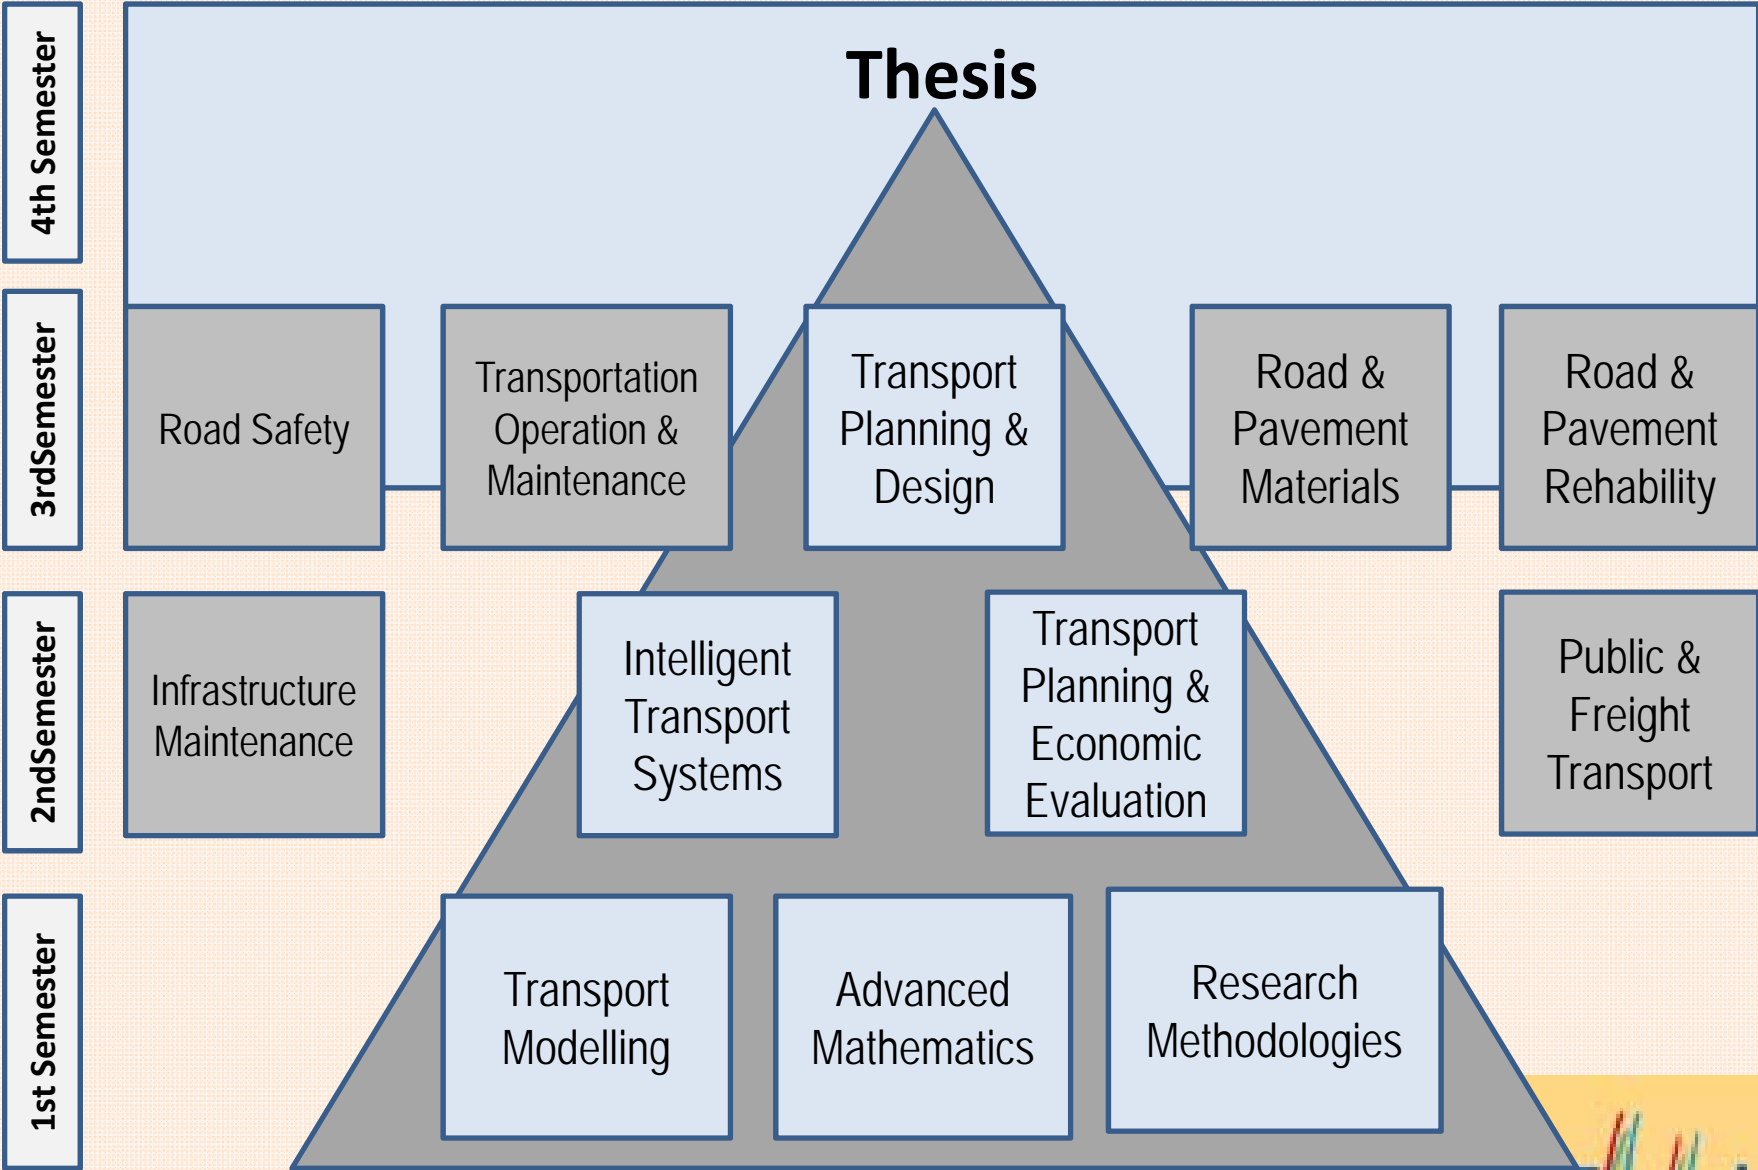 4th Semester
Thesis
3rdSemester
Road Safety
Transportation
Operation &
Maintenance
Transport
Planning &
Design
Road &
Pavement
Materials
Road &
Pavement
Rehability
2ndSemester
Infrastructure
Maintenance
Intelligent
Transport
Systems
Transport
Planning &
Economic
Evaluation
Public &
Freight
Transport
1st Semester
Transport
Modelling
Advanced
Mathematics
Research
Methodologies